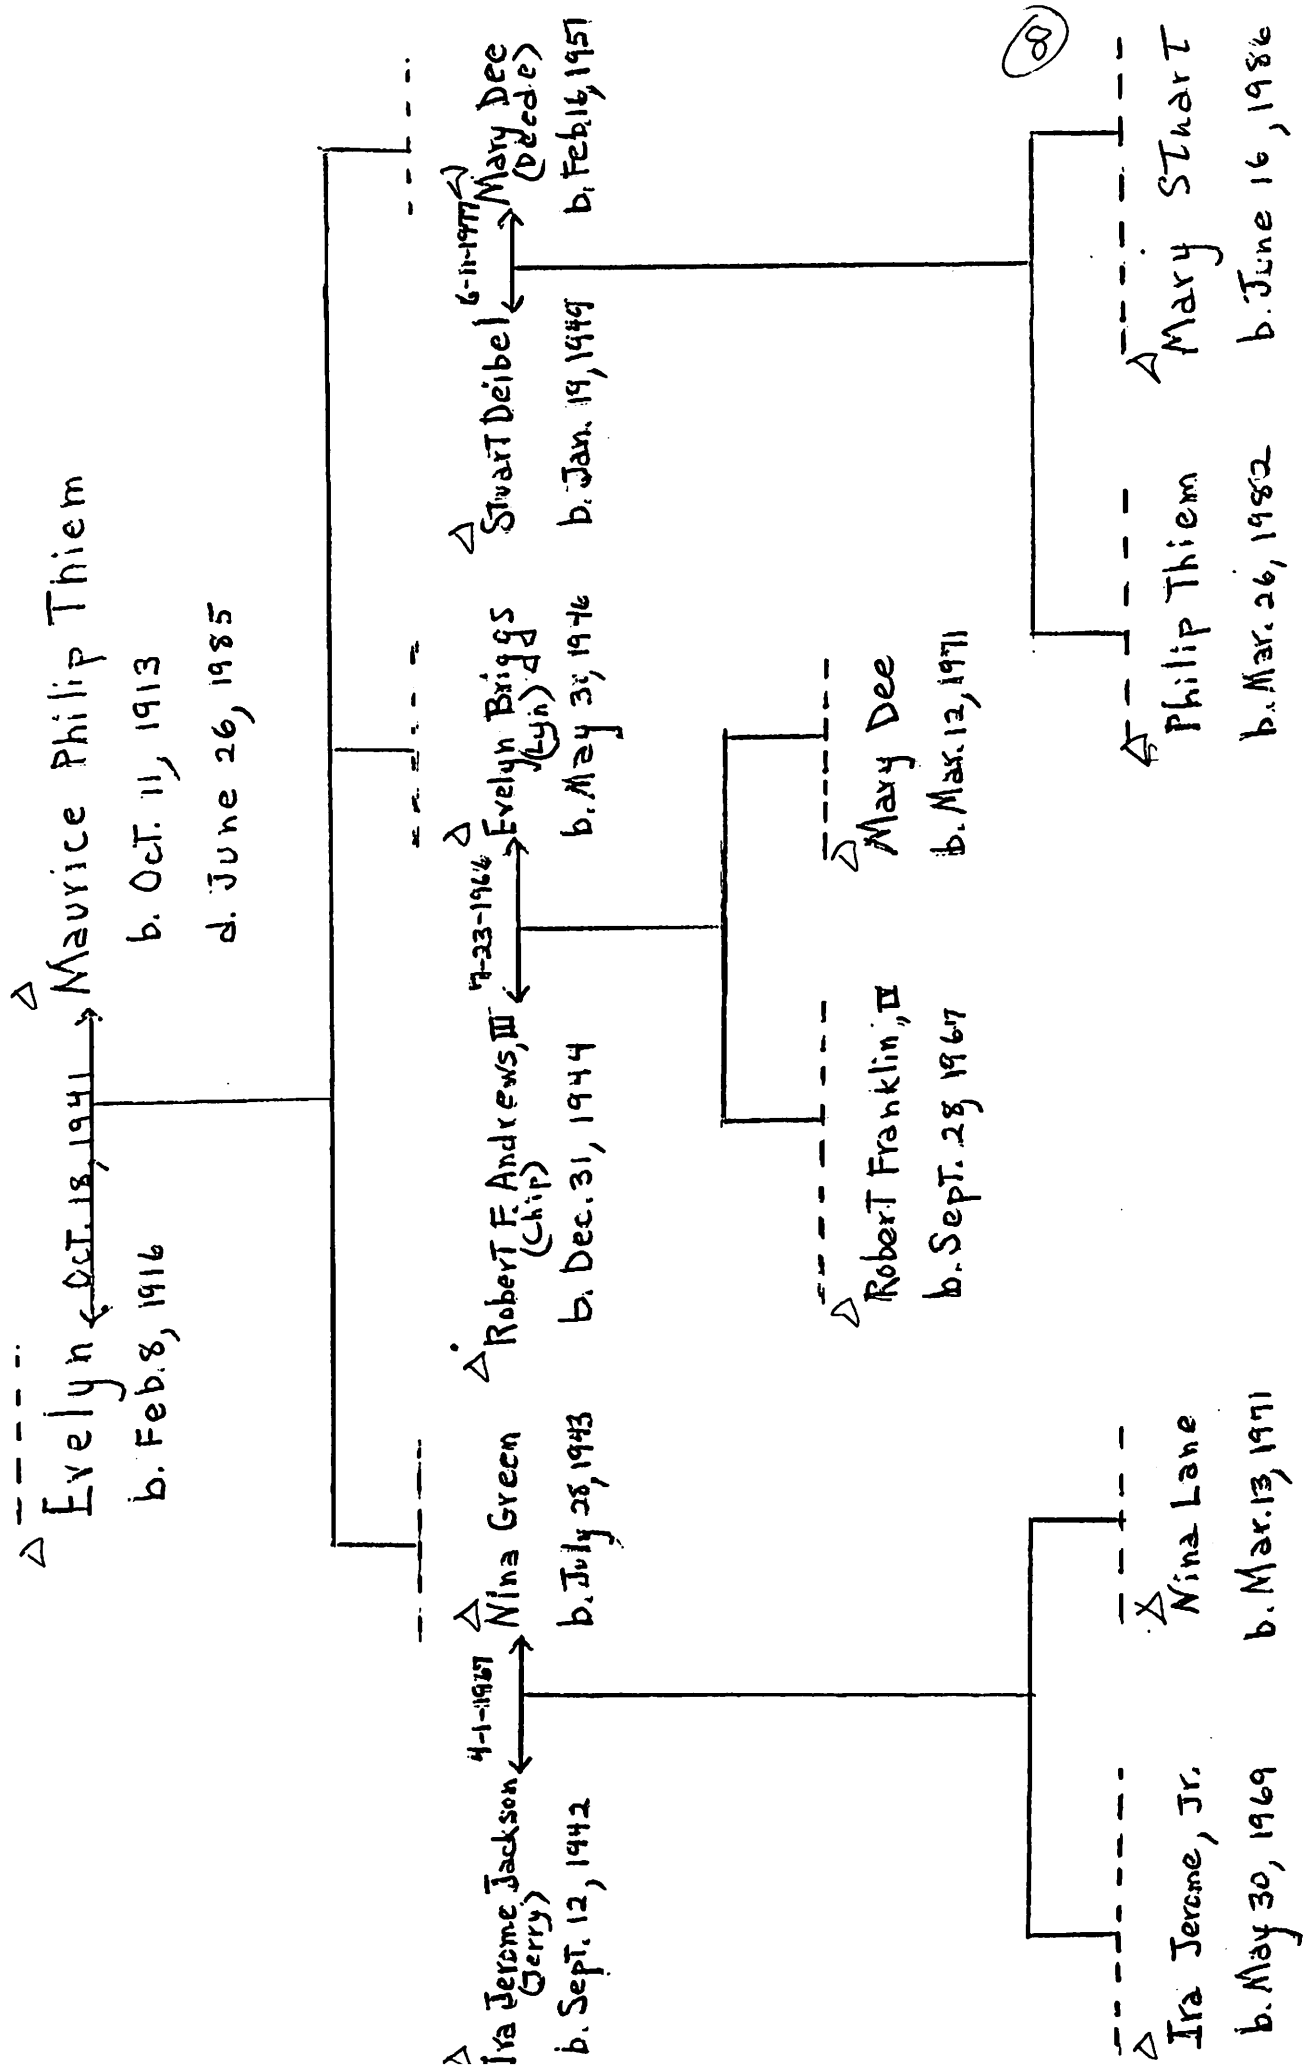 Evelyn
b. Feb. 8, 1916
Oct. 18, 1941
Maurice Philip Thiem
b. Oct. 11, 1913
d. June 26, 1985
Ira Jerome Jackson
(Jerry)
b. Sept. 12, 1942
4-1-1967
Nina Green
b. July 28, 1943
Robert F. Andrews, III
(Chip)
b. Dec. 31, 1944
7-23-1966
Evelyn Briggs
(Lyn)
b. May 31, 1946
Stuart Deibel
b. Jan. 19, 1949
6-11-1977
Mary Dee
(Deede)
b. Feb. 16, 1951
Robert Franklin, IV
b. Sept. 28, 1967
Mary Dee
b. Mar. 12, 1971
Ira Jerome, Jr.
b. May 30, 1969
Nina Lane
b. Mar. 13, 1971
Philip Thiem
b. Mar. 26, 1982
Mary Stuart
b. June 16, 1986
8